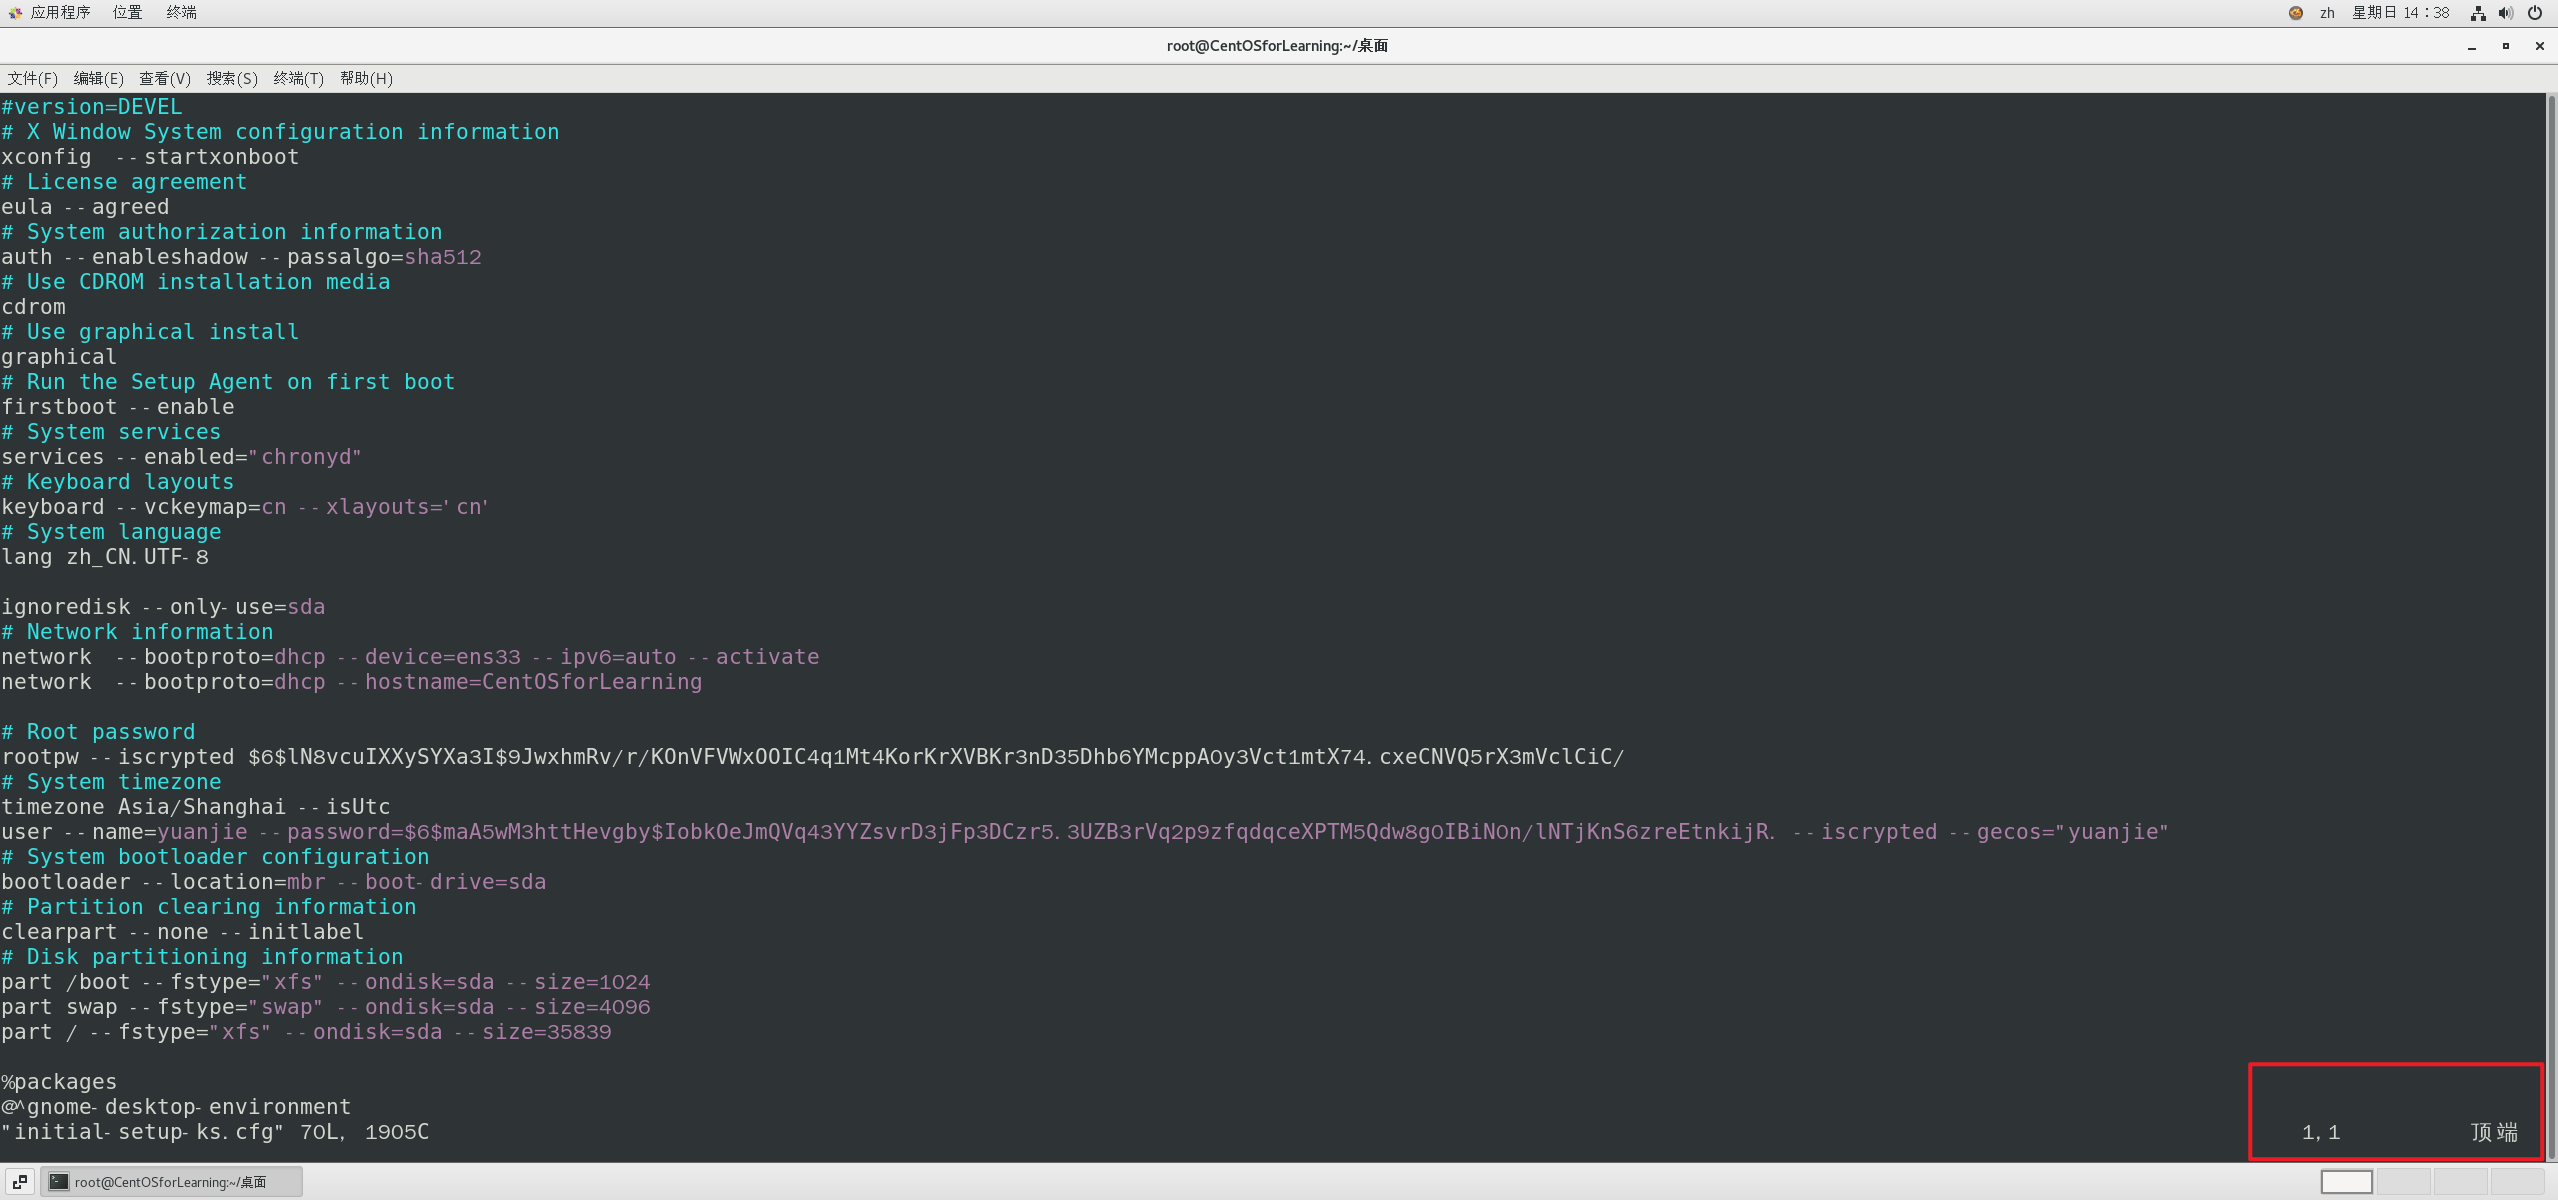 应用程序 位置 终端 zh 星期日 14：38
root@CentOSforLearning:~/桌面
文件(F) 编辑(E) 查看(V) 搜索(S) 终端(T) 帮助(H)
#version=DEVEL
# X Window System configuration information
xconfig  --startxonboot
# License agreement
eula --agreed
# System authorization information
auth --enableshadow --passalgo=sha512
# Use CDROM installation media
cdrom
# Use graphical install
graphical
# Run the Setup Agent on first boot
firstboot --enable
# System services
services --enabled="chronyd"
# Keyboard layouts
keyboard --vckeymap=cn --xlayouts='cn'
# System language
lang zh_CN.UTF-8
ignoredisk --only-use=sda
# Network information
network  --bootproto=dhcp --device=ens33 --ipv6=auto --activate
network  --bootproto=dhcp --hostname=CentOSforLearning
# Root password
rootpw --iscrypted $6$lN8vcuIXXySYXa3I$9JwxhmRv/r/KOnVFVWxOOIC4q1Mt4KorKrXVBKr3nD35Dhb6YMcppA0y3Vct1mtX74.cxeCNVQ5rX3mVclCiC/
# System timezone
timezone Asia/Shanghai --isUtc
user --name=yuanjie --password=$6$maA5wM3httHevgby$IobkOeJmQVq43YYZsvrD3jFp3DCzr5.3UZB3rVq2p9zfqdqceXPTM5Qdw8g0IBiN0n/lNTjKnS6zreEtnkijR. --iscrypted --gecos="yuanjie"
# System bootloader configuration
bootloader --location=mbr --boot-drive=sda
# Partition clearing information
clearpart --none --initlabel
# Disk partitioning information
part /boot --fstype="xfs" --ondisk=sda --size=1024
part swap --fstype="swap" --ondisk=sda --size=4096
part / --fstype="xfs" --ondisk=sda --size=35839
%packages
@^gnome-desktop-environment
"initial-setup-ks.cfg" 70L, 1905C 1,1 顶端
root@CentOSforLearning:~/桌面